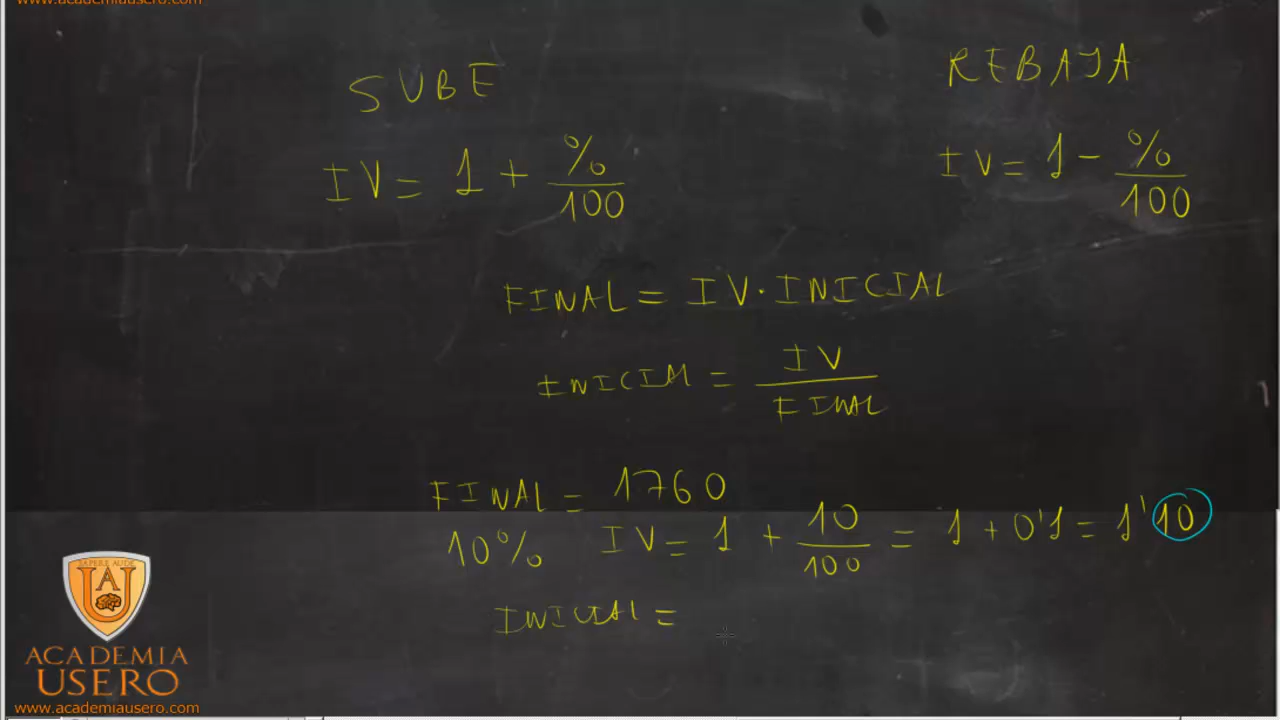 www.academiausero.com
SUBE
REBAJA
IV = 1 + %/100
IV = 1 - %/100
FINAL = IV · INICIAL
INICIAL = IV/FINAL
FINAL = 1760
10% IV = 1 + 10/100 = 1 + 0'1 = 1'10
INICIAL =
SAPERE AUDE
UA
ACADEMIA
USERO
www.academiausero.com